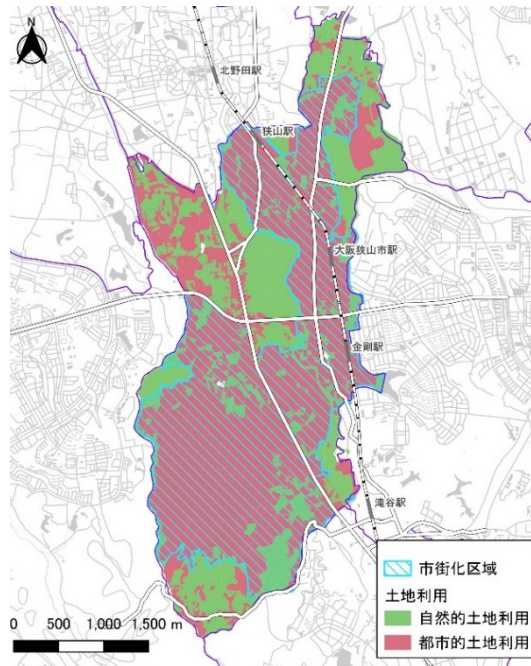 N
北野田駅
狭山駅
大阪狭山市駅
金剛駅
滝谷駅
市街化区域
土地利用
自然的土地利用
都市的土地利用
0 500 1,000 1,500 m